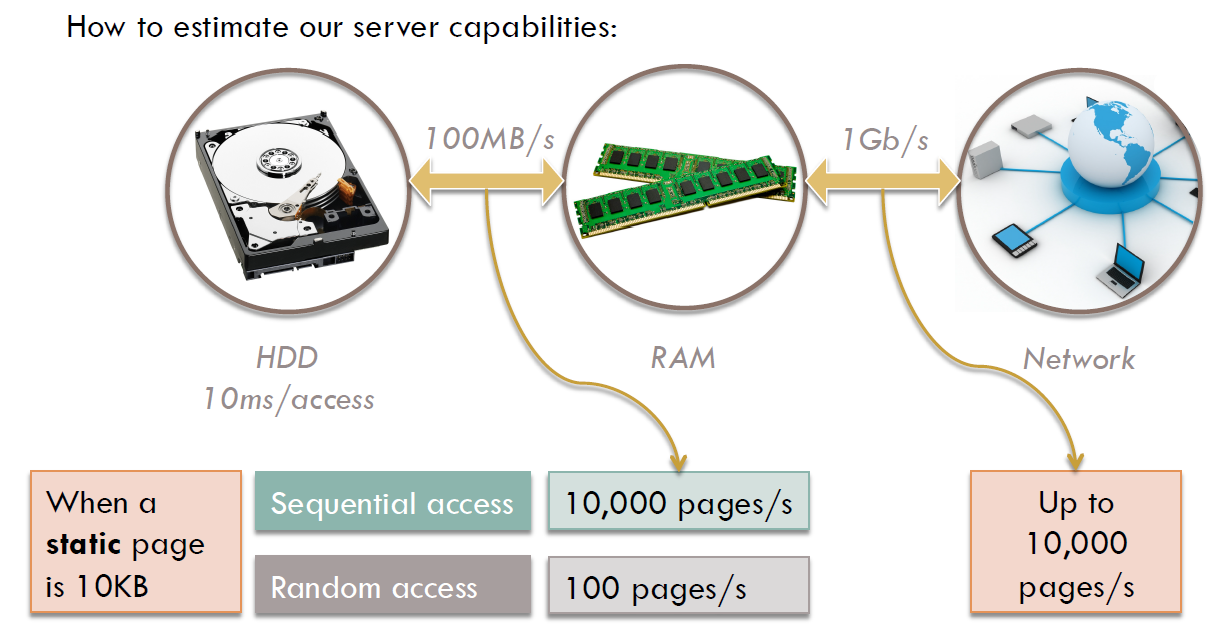 How to estimate our server capabilities:
100MB/s
1Gb/s
HDD
10ms/access
RAM
Network
When a
static page
is 10KB
Sequential access
10,000 pages/s
Random access
100 pages/s
Up to
10,000
pages/s